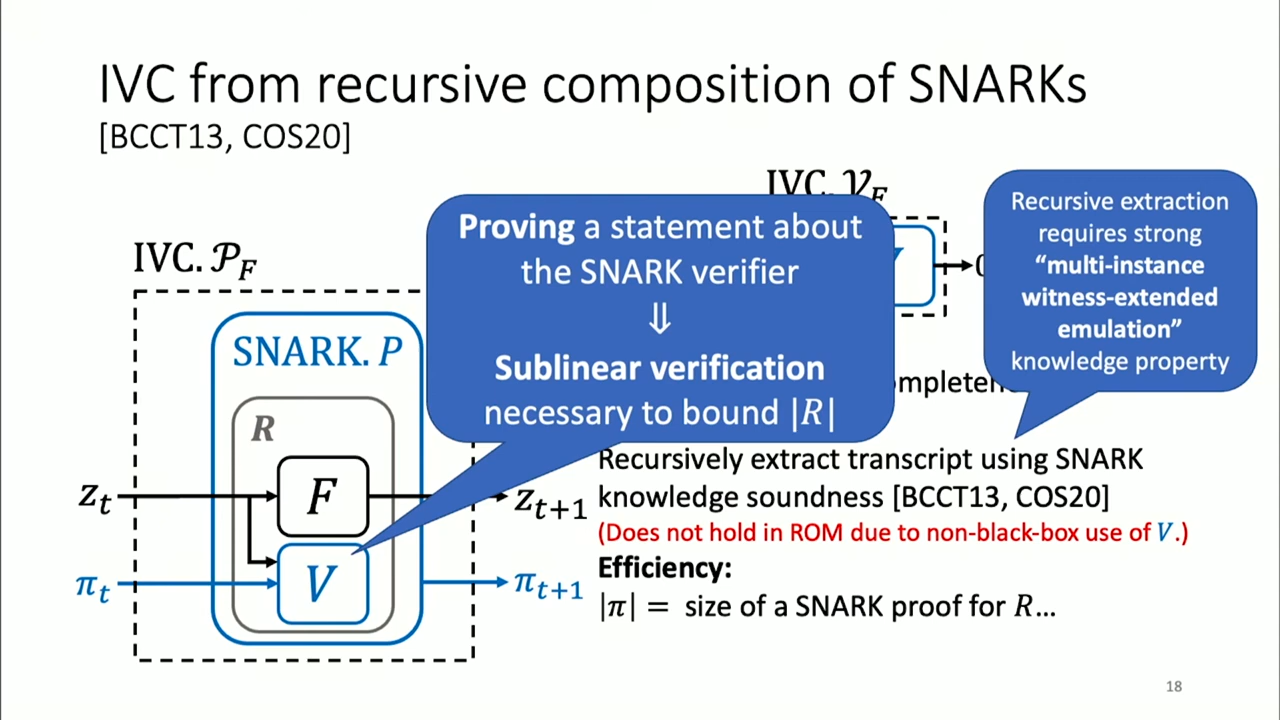 IVC from recursive composition of SNARKs
[BCCT13, COS20]
IVC. 𝒫_F
SNARK. P
R
z_t
F
z_{t+1}
π_t
V
π_{t+1}
IVC. 𝒱_F
Proving a statement about
the SNARK verifier
⇓
Sublinear verification
necessary to bound |R|
Recursive extraction
requires strong
“multi-instance
witness-extended
emulation”
knowledge property
Recursively extract transcript using SNARK
knowledge soundness [BCCT13, COS20]
(Does not hold in ROM due to non-black-box use of V.)
Efficiency:
|π| = size of a SNARK proof for R…
18